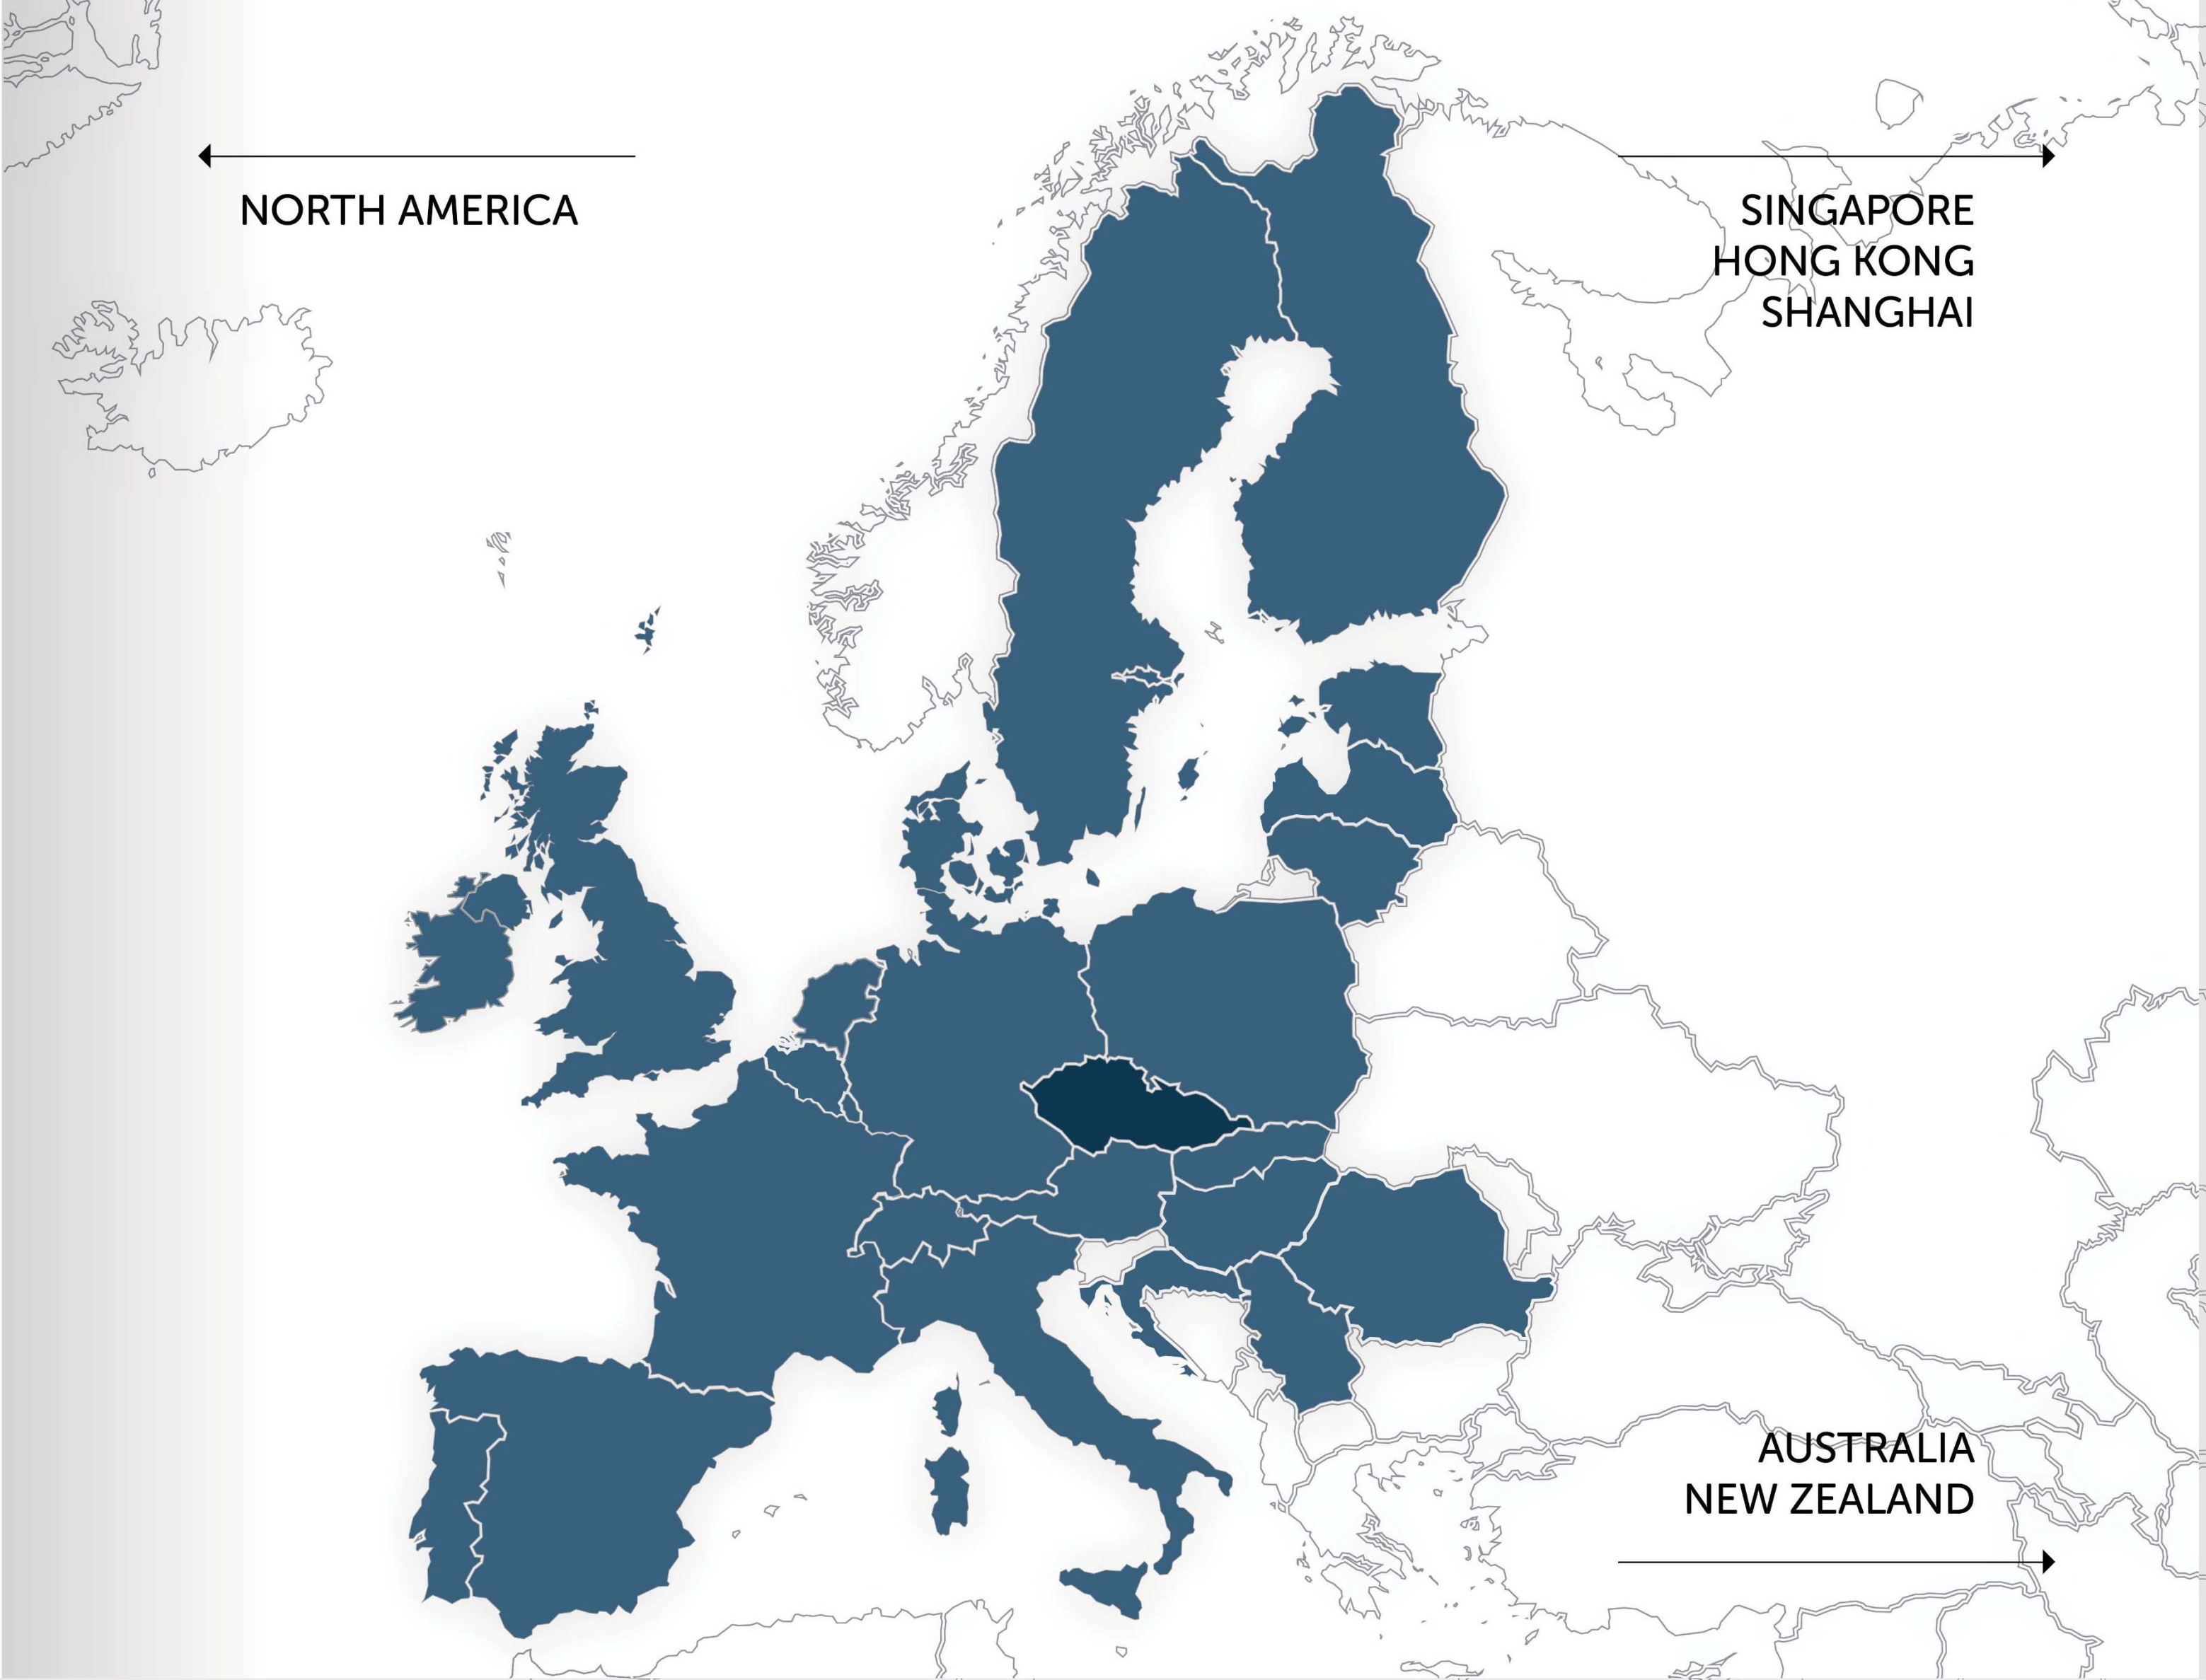 NORTH AMERICA
SINGAPORE
HONG KONG
SHANGHAI
AUSTRALIA
NEW ZEALAND